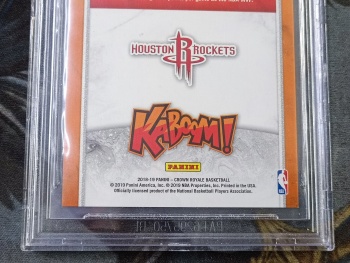 HOUSTON ROCKETS
KABOOM!
PANINI
2018-19 PANINI – CROWN ROYALE BASKETBALL
© 2019 Panini America, Inc. © 2019 NBA Properties, Inc. Printed in the USA.
Officially licensed product of the National Basketball Players Association.